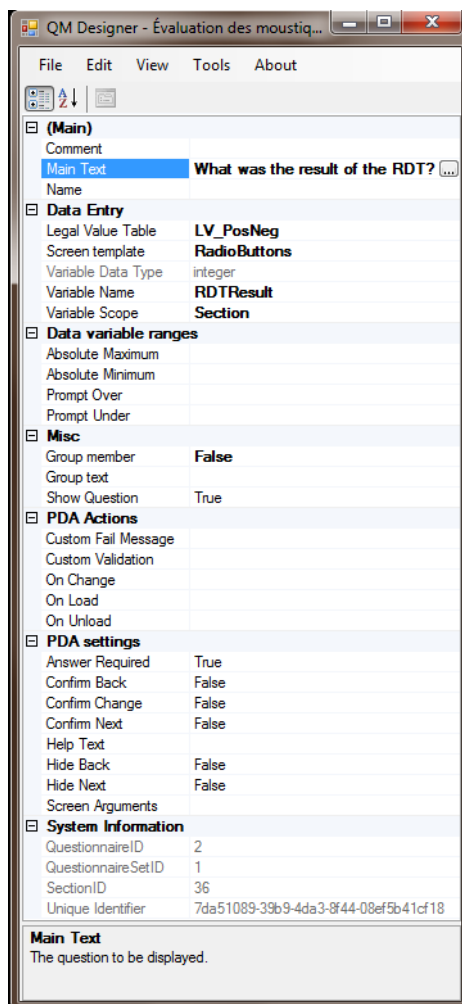 QM Designer - Évaluation des moustiq...
File Edit View Tools About
(Main)
Comment
Main Text What was the result of the RDT? ...
Name
Data Entry
Legal Value Table LV_PosNeg
Screen template RadioButtons
Variable Data Type integer
Variable Name RDTResult
Variable Scope Section
Data variable ranges
Absolute Maximum
Absolute Minimum
Prompt Over
Prompt Under
Misc
Group member False
Group text
Show Question True
PDA Actions
Custom Fail Message
Custom Validation
On Change
On Load
On Unload
PDA settings
Answer Required True
Confirm Back False
Confirm Change False
Confirm Next False
Help Text
Hide Back False
Hide Next False
Screen Arguments
System Information
QuestionnaireID 2
QuestionnaireSetID 1
SectionID 36
Unique Identifier 7da51089-39b9-4da3-8f44-08ef5b41cf18
Main Text
The question to be displayed.